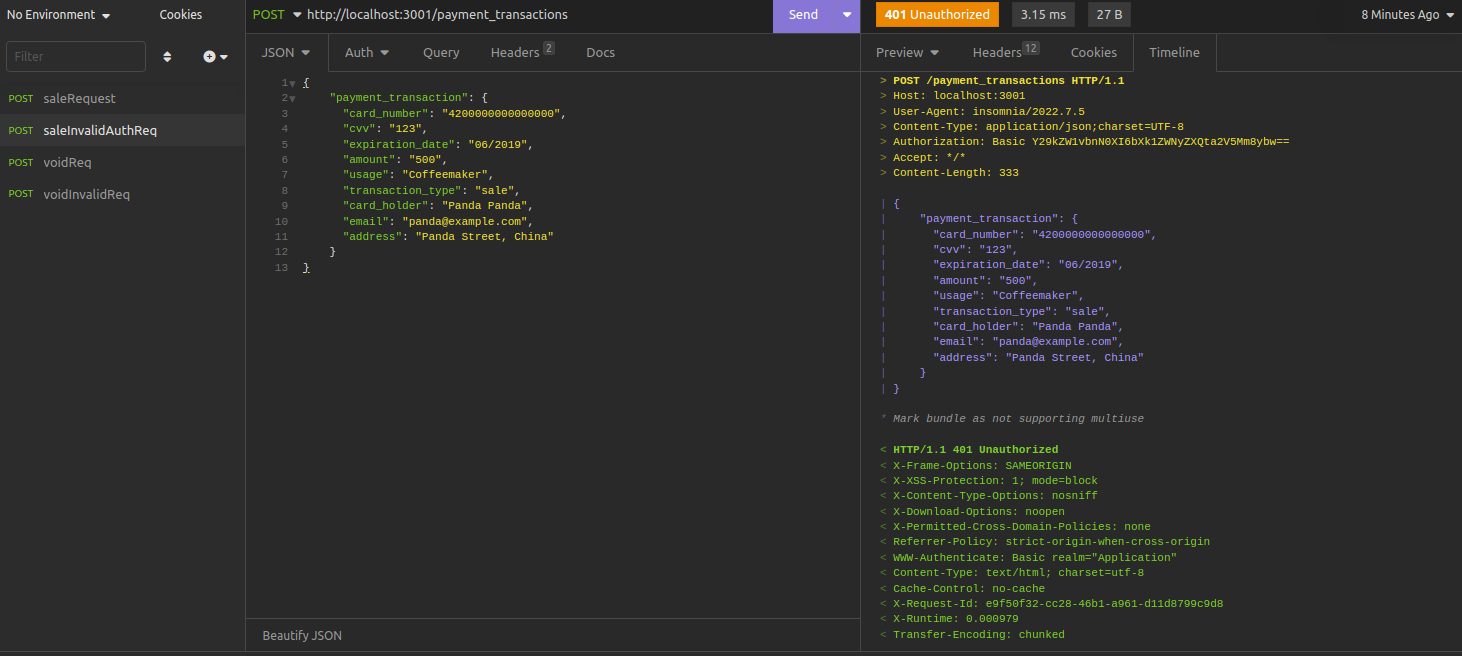 No Environment
Cookies
Filter
POST saleRequest
POST saleInvalidAuthReq
POST voidReq
POST voidInvalidReq
POST http://localhost:3001/payment_transactions
Send
JSON Auth Query Headers 2 Docs
1 {
2 "payment_transaction": {
3 "card_number": "4200000000000000",
4 "cvv": "123",
5 "expiration_date": "06/2019",
6 "amount": "500",
7 "usage": "Coffeemaker",
8 "transaction_type": "sale",
9 "card_holder": "Panda Panda",
10 "email": "panda@example.com",
11 "address": "Panda Street, China"
12 }
13 }
Beautify JSON
401 Unauthorized 3.15 ms 27 B 8 Minutes Ago
Preview Headers 12 Cookies Timeline
> POST /payment_transactions HTTP/1.1
> Host: localhost:3001
> User-Agent: insomnia/2022.7.5
> Content-Type: application/json;charset=UTF-8
> Authorization: Basic Y29kZW1vbnN0XI6bXk1ZWNyZXQta2V5Mm8ybw==
> Accept: */*
> Content-Length: 333
| {
| "payment_transaction": {
| "card_number": "4200000000000000",
| "cvv": "123",
| "expiration_date": "06/2019",
| "amount": "500",
| "usage": "Coffeemaker",
| "transaction_type": "sale",
| "card_holder": "Panda Panda",
| "email": "panda@example.com",
| "address": "Panda Street, China"
| }
| }
* Mark bundle as not supporting multiuse
< HTTP/1.1 401 Unauthorized
< X-Frame-Options: SAMEORIGIN
< X-XSS-Protection: 1; mode=block
< X-Content-Type-Options: nosniff
< X-Download-Options: noopen
< X-Permitted-Cross-Domain-Policies: none
< Referrer-Policy: strict-origin-when-cross-origin
< WWW-Authenticate: Basic realm="Application"
< Content-Type: text/html; charset=utf-8
< Cache-Control: no-cache
< X-Request-Id: e9f50f32-cc28-46b1-a961-d11d8799c9d8
< X-Runtime: 0.000979
< Transfer-Encoding: chunked